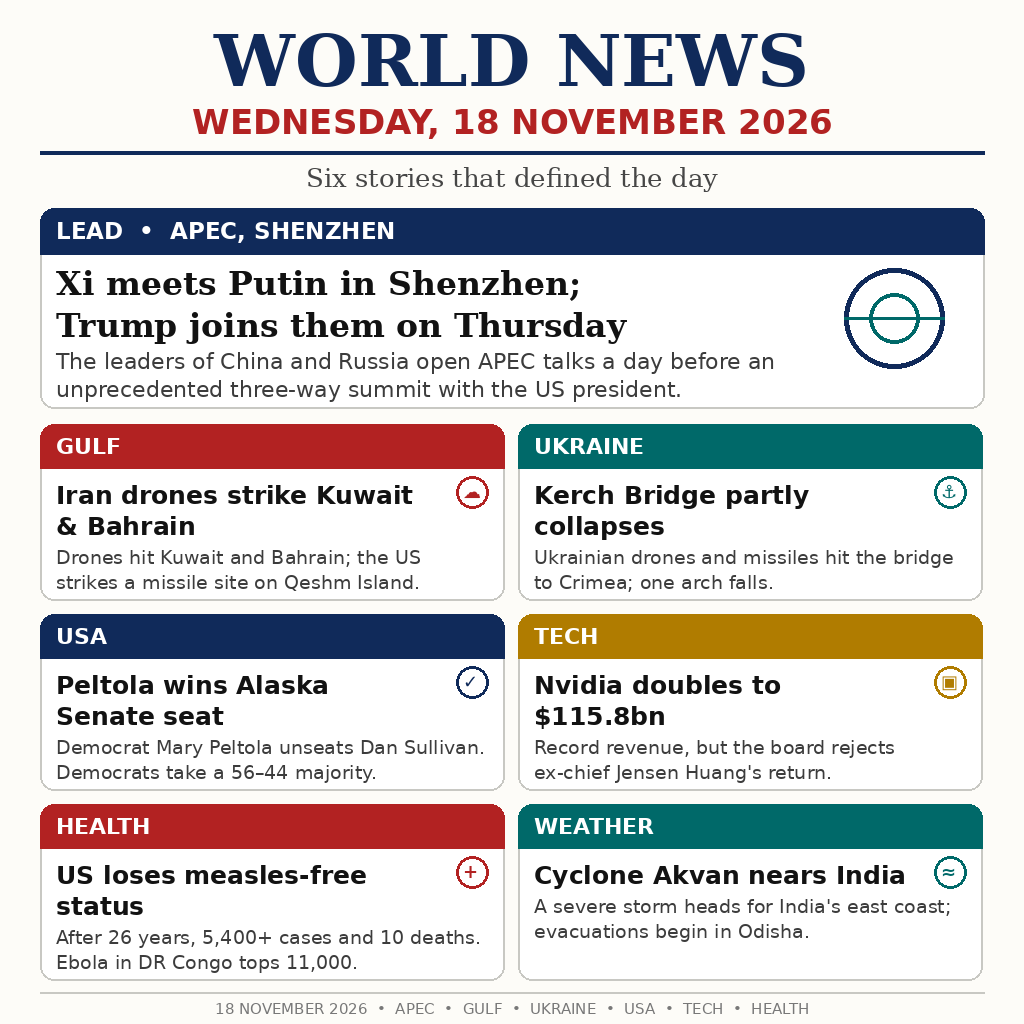 WORLD NEWS
WEDNESDAY, 18 NOVEMBER 2026
Six stories that defined the day
LEAD • APEC, SHENZHEN
Xi meets Putin in Shenzhen;
Trump joins them on Thursday
The leaders of China and Russia open APEC talks a day before an
unprecedented three-way summit with the US president.
GULF
Iran drones strike Kuwait
& Bahrain
Drones hit Kuwait and Bahrain; the US
strikes a missile site on Qeshm Island.
UKRAINE
Kerch Bridge partly
collapses
Ukrainian drones and missiles hit the bridge
to Crimea; one arch falls.
USA
Peltola wins Alaska
Senate seat
Democrat Mary Peltola unseats Dan Sullivan.
Democrats take a 56–44 majority.
TECH
Nvidia doubles to
$115.8bn
Record revenue, but the board rejects
ex-chief Jensen Huang's return.
HEALTH
US loses measles-free
status
After 26 years, 5,400+ cases and 10 deaths.
Ebola in DR Congo tops 11,000.
WEATHER
Cyclone Akvan nears India
A severe storm heads for India's east coast;
evacuations begin in Odisha.
18 NOVEMBER 2026 • APEC • GULF • UKRAINE • USA • TECH • HEALTH